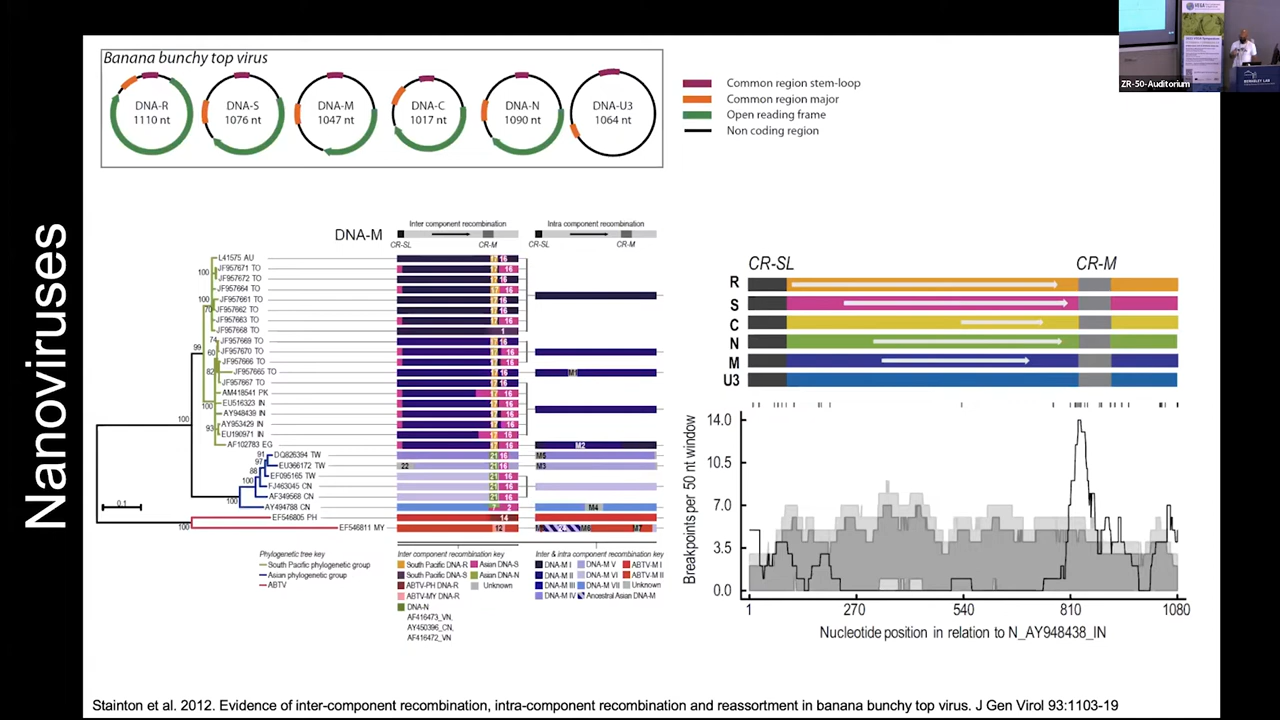 Banana bunchy top virus
DNA-R
1110 nt
DNA-S
1076 nt
DNA-M
1047 nt
DNA-C
1017 nt
DNA-N
1090 nt
DNA-U3
1064 nt
Common region stem-loop
Common region major
Open reading frame
Non coding region
ZR-50-Auditorium
BERKELEY LAB
Nanoviruses
DNA-M
Inter component recombination
Intra component recombination
CR-SL
CR-M
CR-SL
CR-M
L41575 AU
JF957671 TO
JF957672 TO
JF957664 TO
JF957661 TO
JF957662 TO
JF957663 TO
JF957668 TO
JF957669 TO
JF957670 TO
JF957666 TO
JF957665 TO
JF957667 TO
AM418541 PK
EU516323 IN
AY948439 IN
AY953429 IN
EU190971 IN
AF102783 EG
DQ826394 TW
EU366172 TW
EF095165 TW
FJ463045 CN
AF349568 CN
AY494788 CN
EF546805 PH
EF546811 MY
0.1
Phylogenetic tree key
South Pacific phylogenetic group
Asian phylogenetic group
ABTV
Inter component recombination key
South Pacific DNA-R
Asian DNA-S
South Pacific DNA-S
Asian DNA-N
ABTV-PH DNA-R
Unknown
ABTV-MY DNA-R
DNA-N
AF416473_VN,
AY450396_CN,
AF416472_VN
Inter & intra component recombination key
DNA-M I
DNA-M V
ABTV-M I
DNA-M II
DNA-M VI
ABTV-M II
DNA-M III
DNA-M VII
Unknown
DNA-M IV
Ancestral Asian DNA-M
CR-SL
CR-M
R
S
C
N
M
U3
Breakpoints per 50 nt window
14.0
10.5
7.0
3.5
0.0
1
270
540
810
1080
Nucleotide position in relation to N_AY948438_IN
Stainton et al. 2012. Evidence of inter-component recombination, intra-component recombination and reassortment in banana bunchy top virus. J Gen Virol 93:1103-19